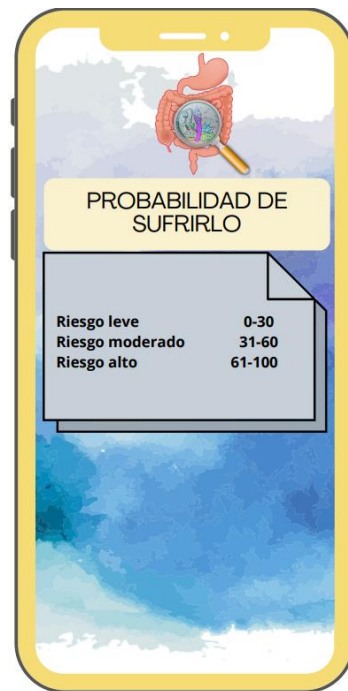 PROBABILIDAD DE
SUFRIRLO
Riesgo leve 0-30
Riesgo moderado 31-60
Riesgo alto 61-100